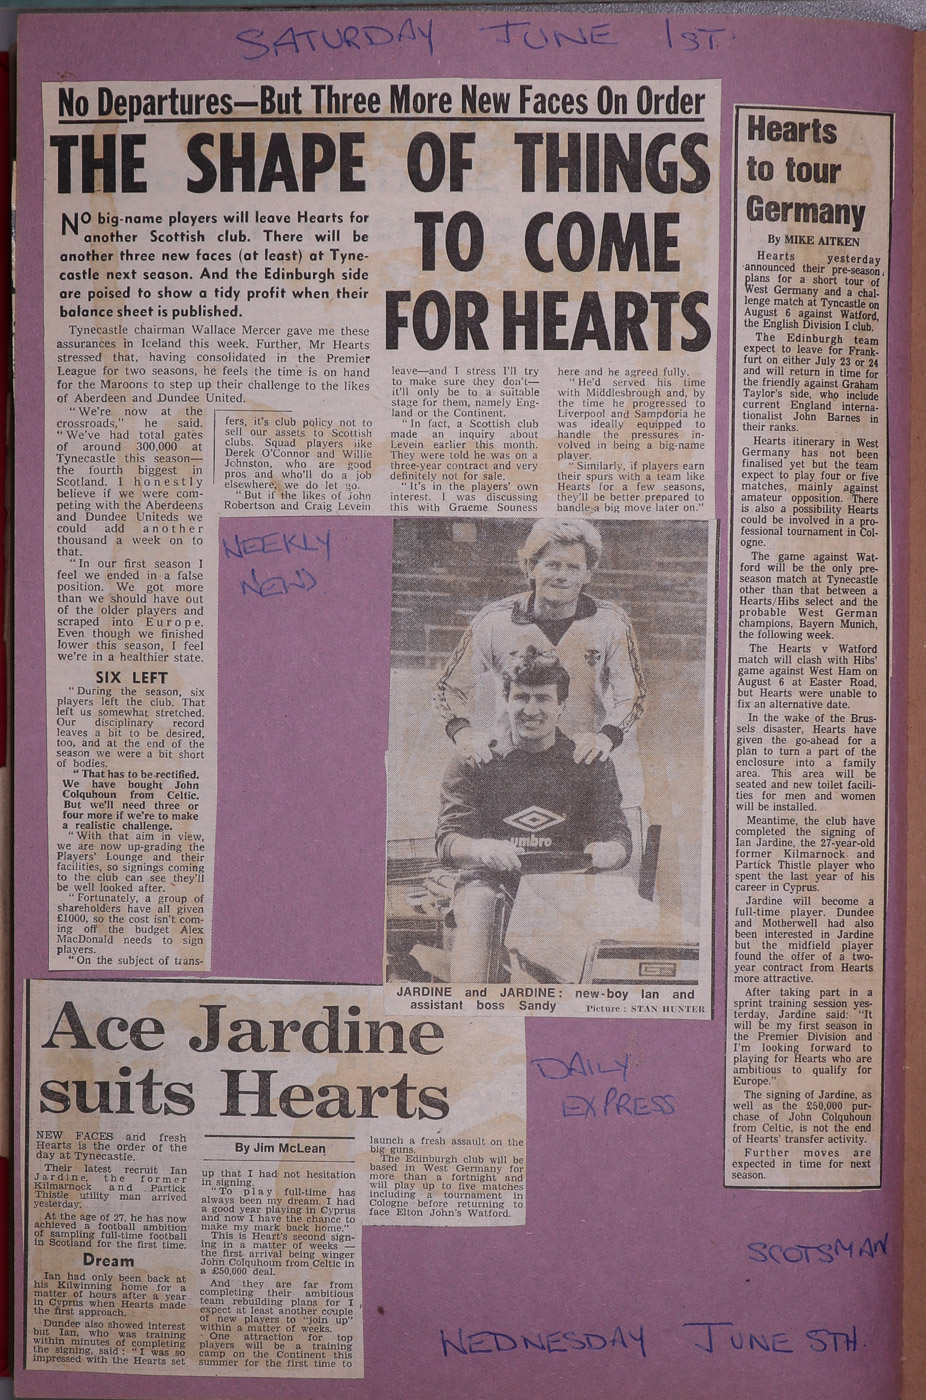 SATURDAY JUNE 1ST.
No Departures—But Three More New Faces On Order
THE SHAPE OF THINGS
TO COME
FOR HEARTS
NO big-name players will leave Hearts for
another Scottish club. There will be
another three new faces (at least) at Tyne-
castle next season. And the Edinburgh side
are poised to show a tidy profit when their
balance sheet is published.
Tynecastle chairman Wallace Mercer gave me these
assurances in Iceland this week. Further, Mr Hearts
stressed that, having consolidated in the Premier
League for two seasons, he feels the time is on hand
for the Maroons to step up their challenge to the likes
of Aberdeen and Dundee United.
"We're now at the
crossroads," he said.
"We've had total gates
of around 300,000 at
Tynecastle this season—
the fourth biggest in
Scotland. I honestly
believe if we were com-
peting with the Aberdeens
and Dundee Uniteds we
could add another
thousand a week on to
that.
"In our first season I
feel we ended in a false
position. We got more
than we should have out
of the older players and
scraped into Europe.
Even though we finished
lower this season, I feel
we're in a healthier state.
SIX LEFT
"During the season, six
players left the club. That
left us somewhat stretched.
Our disciplinary record
leaves a bit to be desired,
too, and at the end of the
season we were a bit short
of bodies.
"That has to be rectified.
We have bought John
Colquhoun from Celtic.
But we'll need three or
four more if we're to make
a realistic challenge.
"With that aim in view,
we are now up-grading the
Players' Lounge and their
facilities, so signings coming
to the club can see they'll
be well looked after.
"Fortunately, a group of
shareholders have all given
£1000, so the cost isn't com-
ing off the budget Alex
MacDonald needs to sign
players.
"On the subject of trans-
fers, it's club policy not to
sell our assets to Scottish
clubs. Squad players like
Derek O'Connor and Willie
Johnston, who are good
pros and who'll do a job
elsewhere, we do let go.
"But if the likes of John
Robertson and Craig Levein
leave—and I stress I'll try
to make sure they don't—
it'll only be to a suitable
stage for them, namely Eng-
land or the Continent.
"In fact, a Scottish club
made an inquiry about
Levein earlier this month.
They were told he was on a
three-year contract and very
definitely not for sale.
"It's in the players' own
interest. I was discussing
this with Graeme Souness
here and he agreed fully.
"He'd served his time
with Middlesbrough and, by
the time he progressed to
Liverpool and Sampdoria he
was ideally equipped to
handle the pressures in-
volved in being a big-name
player.
"Similarly, if players earn
their spurs with a team like
Hearts for a few seasons,
they'll be better prepared to
handle a big move later on."
WEEKLY
NEWS
umbro
JARDINE and JARDINE: new-boy Ian and
assistant boss Sandy
Picture: STAN HUNTER
Hearts
to tour
Germany
By MIKE AITKEN
Hearts yesterday
announced their pre-season
plans for a short tour of
West Germany and a chal-
lenge match at Tyncastle on
August 6 against Watford,
the English Division I club.
The Edinburgh team
expect to leave for Frank-
furt on either July 23 or 24
and will return in time for
the friendly against Graham
Taylor's side, who include
current England interna-
tionalist John Barnes in
their ranks.
Hearts itinerary in West
Germany has not been
finalised yet but the team
expect to play four or five
matches, mainly against
amateur opposition. There
is also a possibility Hearts
could be involved in a pro-
fessional tournament in Col-
ogne.
The game against Wat-
ford will be the only pre-
season match at Tynecastle
other than that between a
Hearts/Hibs select and the
probable West German
champions, Bayern Munich,
the following week.
The Hearts v Watford
match will clash with Hibs'
game against West Ham on
August 6 at Easter Road,
but Hearts were unable to
fix an alternative date.
In the wake of the Brus-
sels disaster, Hearts have
given the go-ahead for a
plan to turn a part of the
enclosure into a family
area. This area will be
seated and new toilet facili-
ties for men and women
will be installed.
Meantime, the club have
completed the signing of
Ian Jardine, the 27-year-old
former Kilmarnock and
Partick Thistle player who
spent the last year of his
career in Cyprus.
Jardine will become a
full-time player. Dundee
and Motherwell had also
been interested in Jardine
but the midfield player
found the offer of a two-
year contract from Hearts
more attractive.
After taking part in a
sprint training session yes-
terday, Jardine said: "It
will be my first season in
the Premier Division and
I'm looking forward to
playing for Hearts who are
ambitious to qualify for
Europe."
The signing of Jardine, as
well as the £50,000 pur-
chase of John Colquhoun
from Celtic, is not the end
of Hearts' transfer activity.
Further moves are
expected in time for next
season.
Ace Jardine
suits Hearts
NEW FACES and fresh
Hearts is the order of the
day at Tynecastle.
Their latest recruit Ian
Jardine, the former
Kilmarnock and Partick
Thistle utility man arrived
yesterday.
At the age of 27, he has now
achieved a football ambition
of sampling full-time football
in Scotland for the first time.
Dream
Ian had only been back at
his Kilwinning home for a
matter of hours after a year
in Cyprus when Hearts made
the first approach.
Dundee also showed interest
but Ian, who was training
within minutes of completing
the signing, said: "I was so
impressed with the Hearts set
By Jim McLean
up that I had not hesitation
in signing.
"To play full-time has
always been my dream. I had
a good year playing in Cyprus
and now I have the chance to
make my mark back home."
This is Heart's second sign-
ing in a matter of weeks —
the first arrival being winger
John Colquhoun from Celtic in
a £50,000 deal.
And they are far from
completing their ambitious
team rebuilding plans for I
expect at least another couple
of new players to "join up"
within a matter of weeks.
One attraction for top
players will be a training
camp on the Continent this
summer for the first time to
launch a fresh assault on the
big guns.
The Edinburgh club will be
based in West Germany for
more than a fortnight and
will play up to five matches
including a tournament in
Cologne before returning to
face Elton John's Watford.
DAILY
EXPRESS
SCOTSMAN
WEDNESDAY JUNE 5TH.